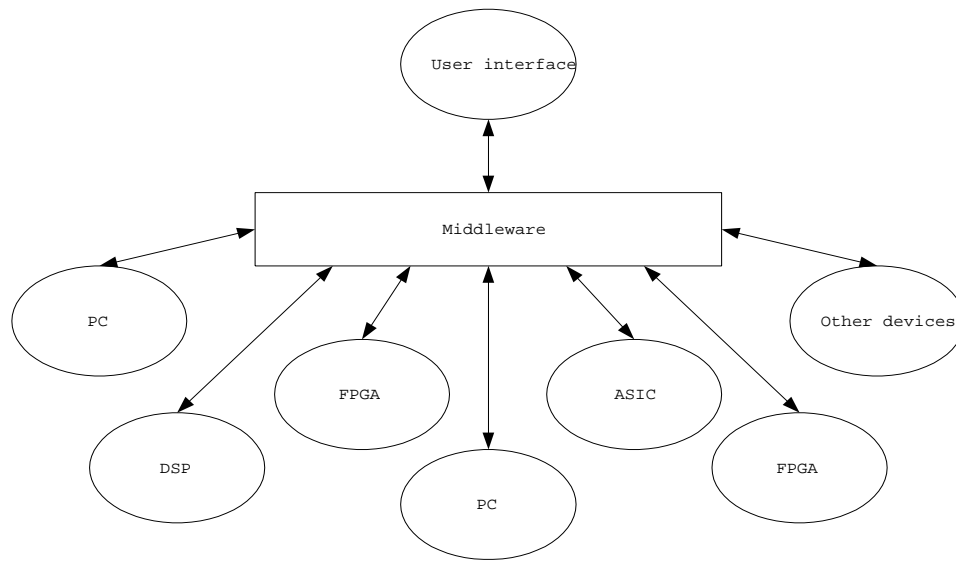 User interface
Middleware
PC
Other devices
FPGA
ASIC
DSP
FPGA
PC